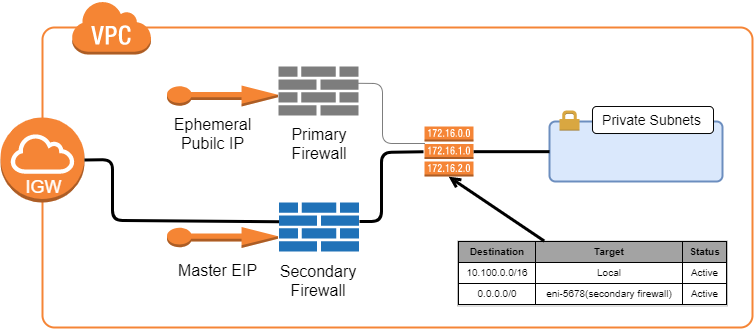 VPC
IGW
Ephemeral
Public IP
Primary
Firewall
172.16.0.0
172.16.1.0
172.16.2.0
Private Subnets
Master EIP
Secondary
Firewall
Destination Target Status
10.100.0.0/16 Local Active
0.0.0.0/0 eni-5678(secondary firewall) Active